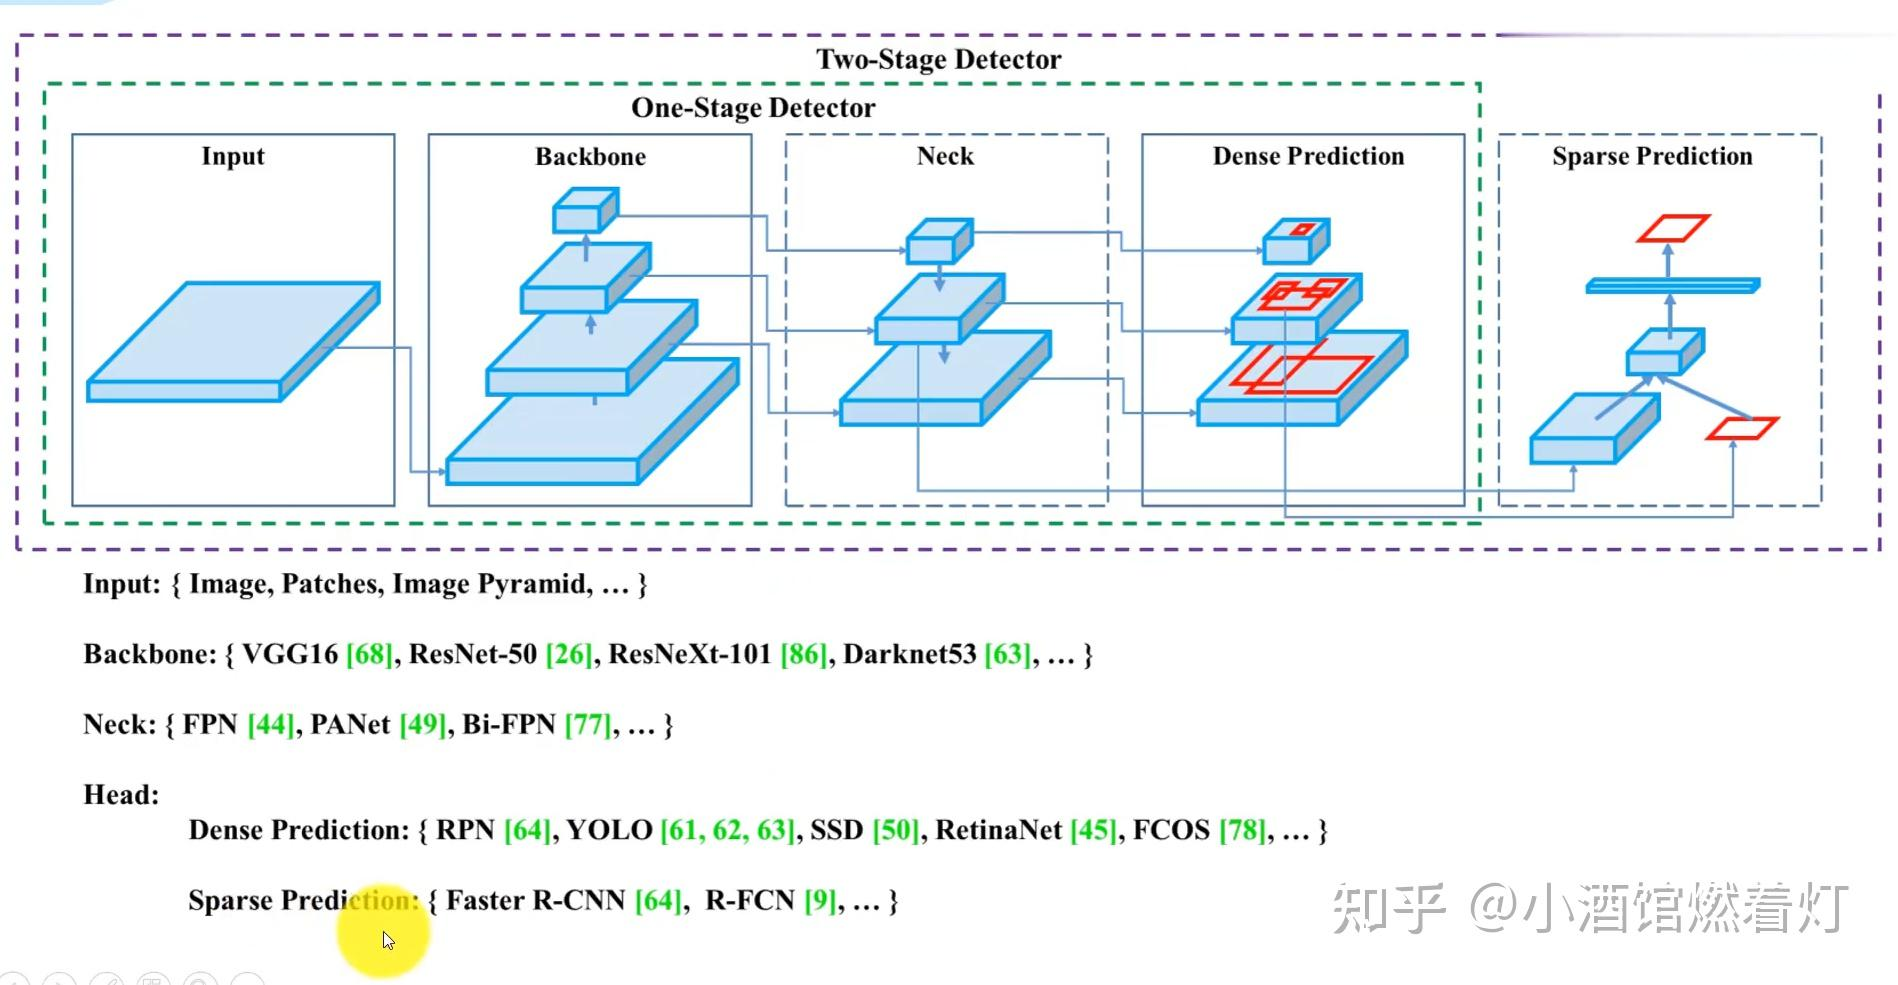 Two-Stage Detector
One-Stage Detector
Input
Backbone
Neck
Dense Prediction
Sparse Prediction
Input: { Image, Patches, Image Pyramid, … }
Backbone: { VGG16 [68], ResNet-50 [26], ResNeXt-101 [86], Darknet53 [63], … }
Neck: { FPN [44], PANet [49], Bi-FPN [77], … }
Head:
Dense Prediction: { RPN [64], YOLO [61, 62, 63], SSD [50], RetinaNet [45], FCOS [78], … }
Sparse Prediction: { Faster R-CNN [64], R-FCN [9], … }
知乎 @小酒馆燃着灯